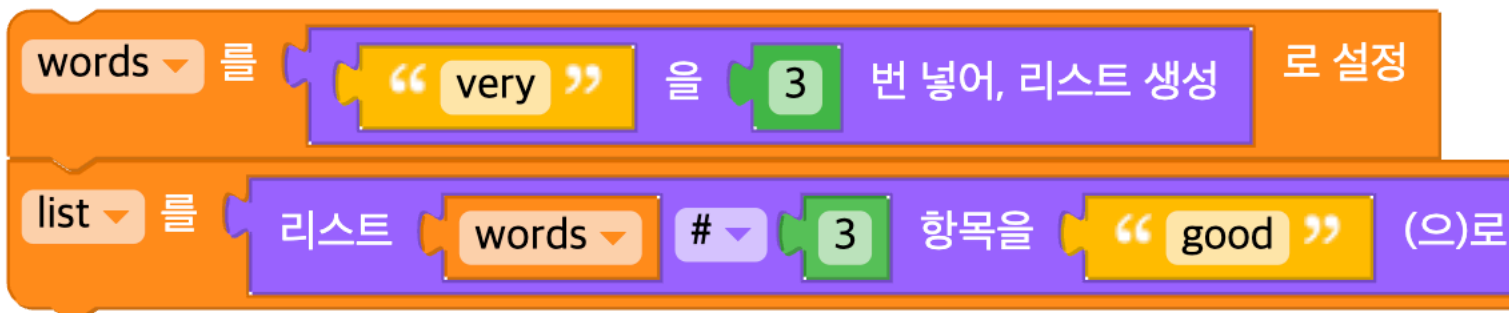 words 를 “ very ” 을 3 번 넣어, 리스트 생성 로 설정
list 를 리스트 words # 3 항목을 “ good ” (으)로